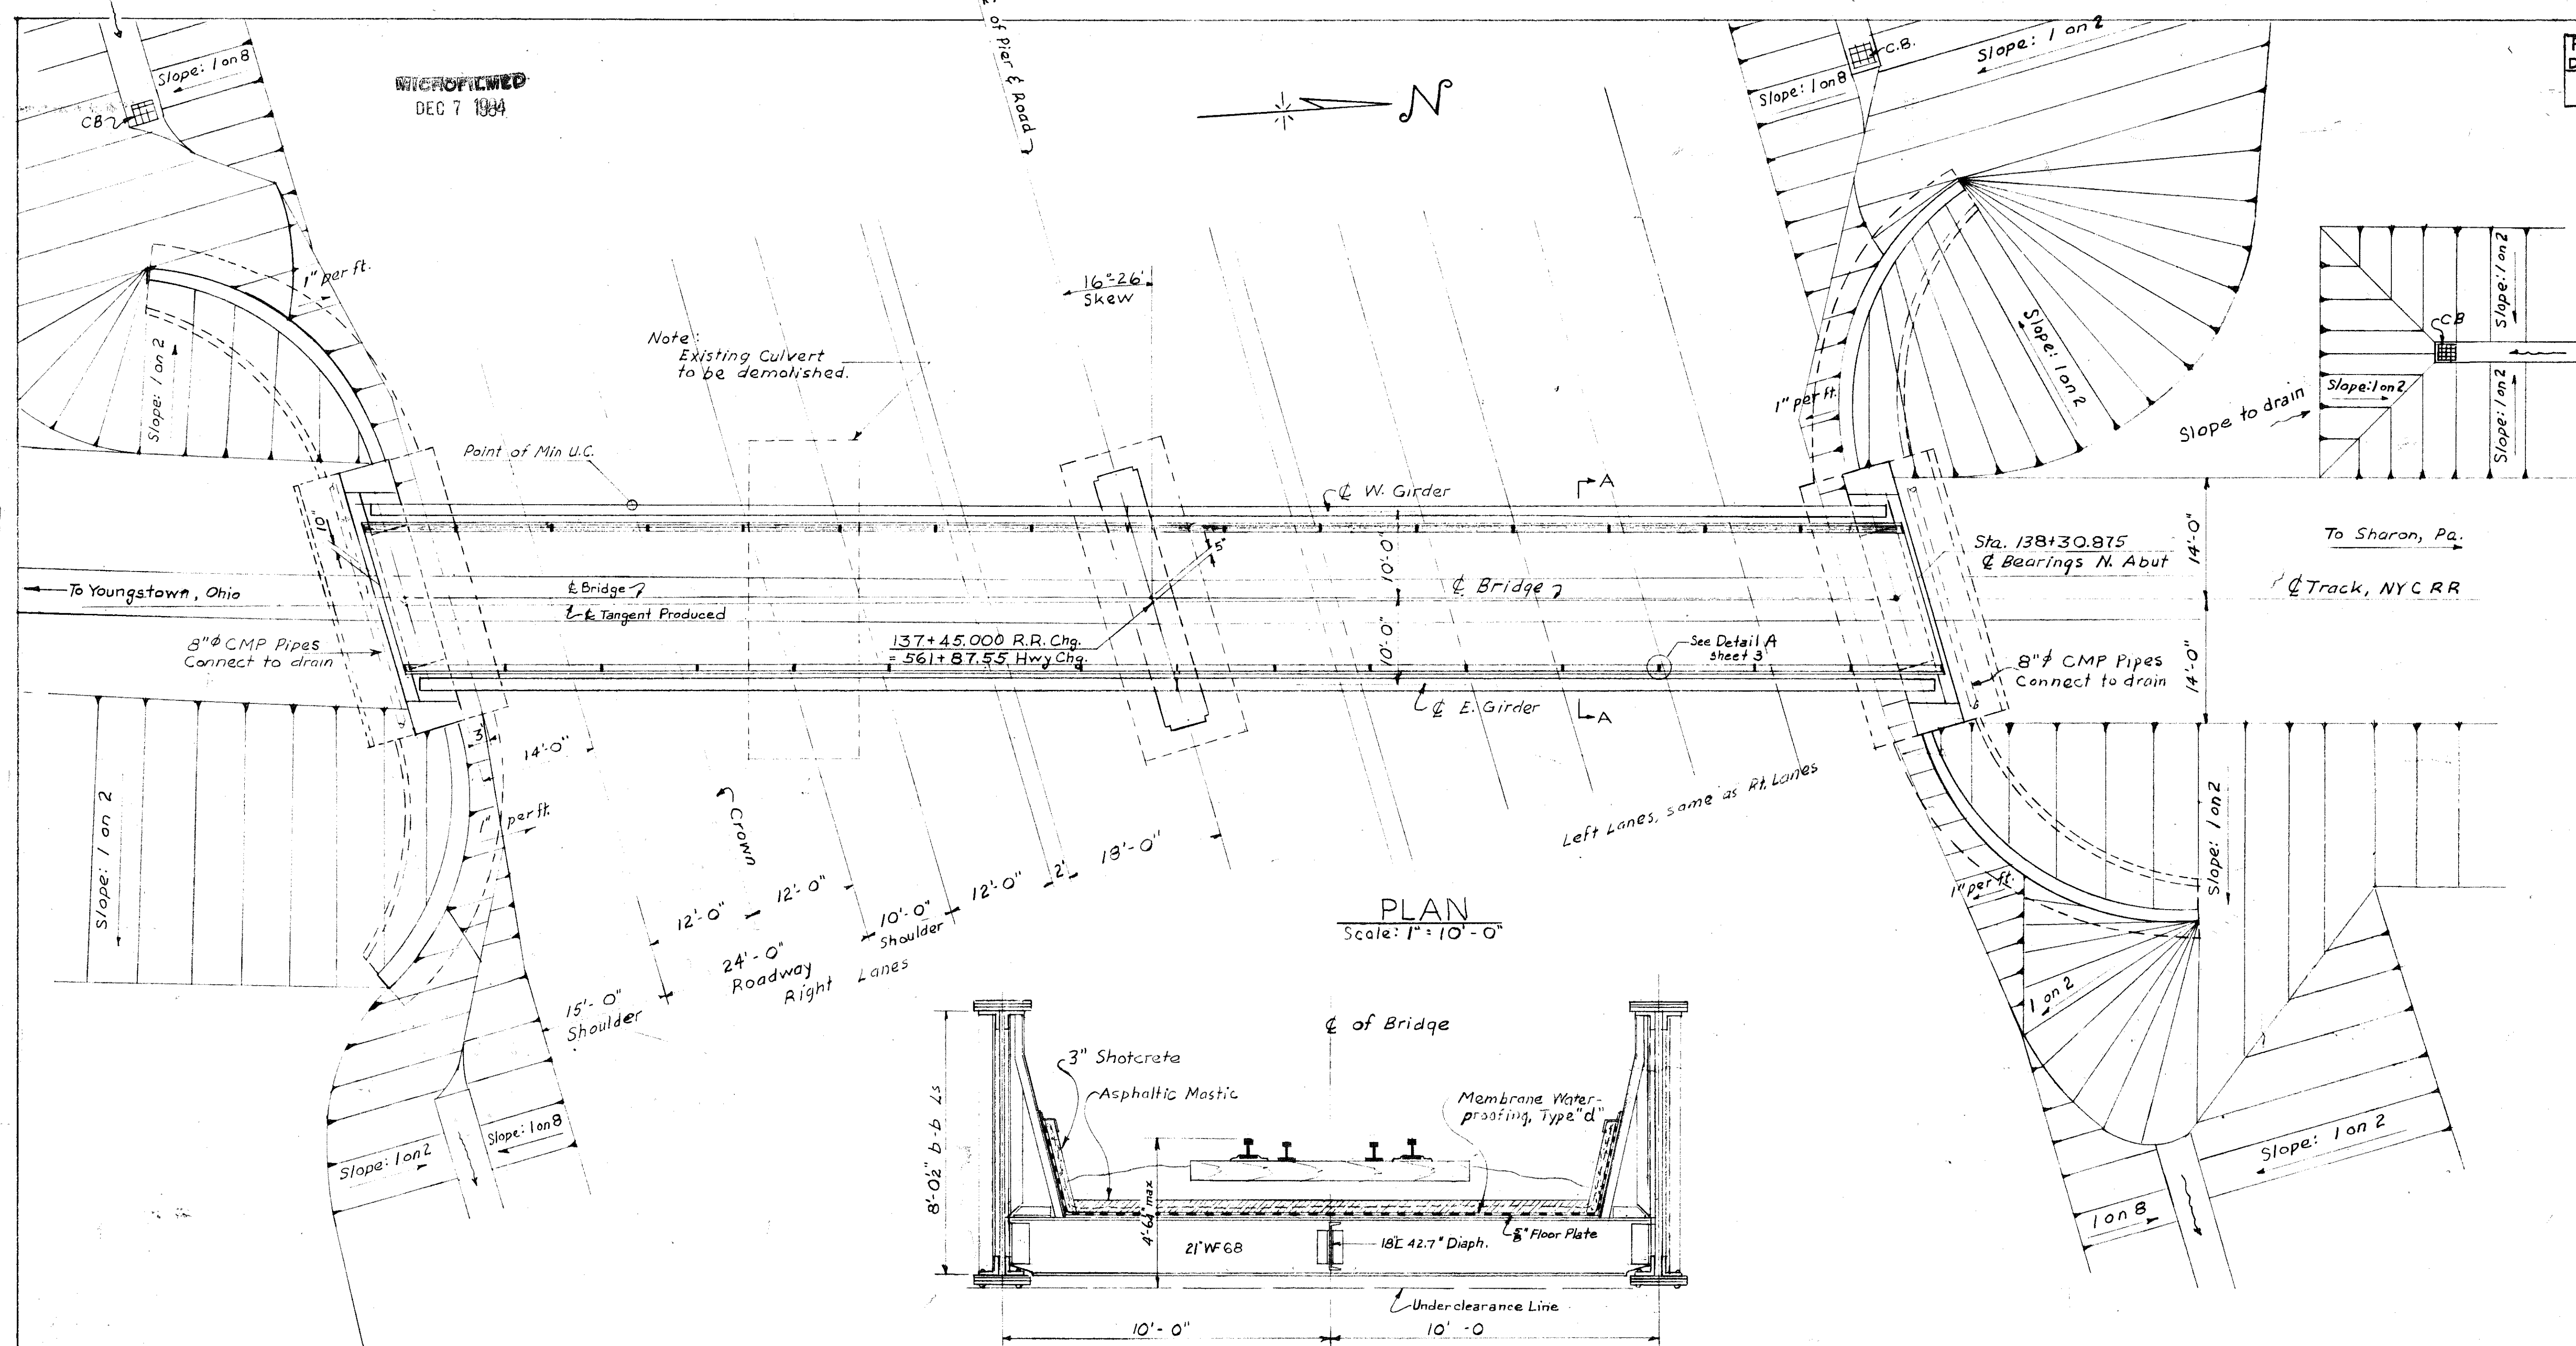 ℄ of Pier & Road
MICROFILMED
DEC 7 1984
N
Slope: 1 on 8
CB
C.B.
Slope: 1 on 2
Slope: 1 on 8
1" per ft.
16°-26'
Skew
Note:
Existing Culvert
to be demolished.
Slope: 1 on 2
Slope: 1 on 2
1" per ft.
Slope to drain
Slope: 1 on 2
CB
Slope: 1 on 2
Slope: 1 on 2
Point of Min U.C.
℄ W. Girder
A
10"
5"
10'-0"
14'-0"
Sta. 138+30.875
℄ Bearings N. Abut
To Sharon, Pa.
To Youngstown, Ohio
℄ Bridge
℄ Bridge
℄ Track, NYC RR
℄ Tangent Produced
137+45.000 R.R. Chg.
= 561+87.55 Hwy Chg.
10'-0"
See Detail A
Sheet 3
8"ϕ CMP Pipes
Connect to drain
8"ϕ CMP Pipes
Connect to drain
14'-0"
℄ E. Girder
A
3'
14'-0"
1" per ft.
Crown
Slope: 1 on 2
Left Lanes, same as Rt. Lanes
Slope: 1 on 2
12'-0"
12'-0"
10'-0"
Shoulder
12'-0"
2'
18'-0"
24'-0"
Roadway
Right Lanes
15'-0"
Shoulder
1" per ft.
1 on 2
PLAN
Scale: 1" = 10'-0"
Slope: 1 on 2
Slope: 1 on 8
Slope: 1 on 2
1 on 8
℄ of Bridge
3" Shotcrete
Asphaltic Mastic
Membrane Water-
proofing, Type "d"
8'-0½" b-b Ls
max
21" WF 68
18"[ 42.7# Diaph.
⅝" Floor Plate
Underclearance Line
10'-0"
10'-0